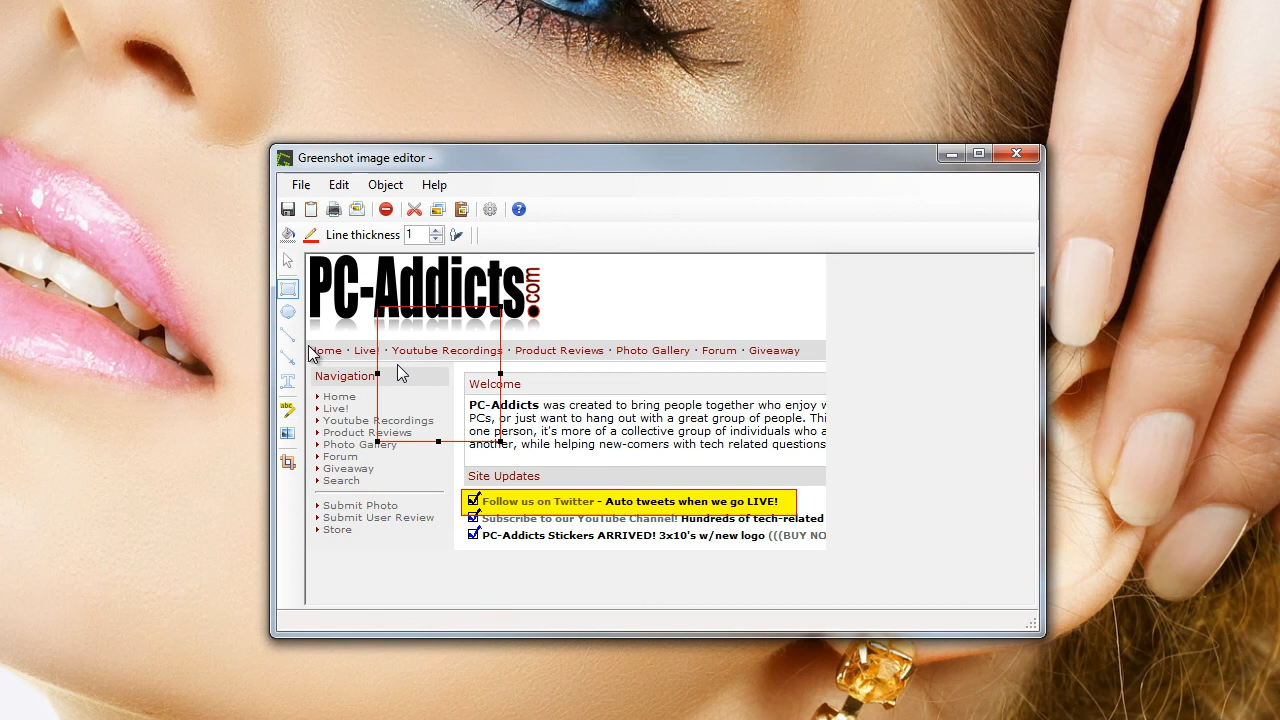 Greenshot image editor -
File Edit Object Help
Line thickness 1
PC-Addicts.com
Home · Live! · Youtube Recordings · Product Reviews · Photo Gallery · Forum · Giveaway
Navigation
Home
Live!
Youtube Recordings
Product Reviews
Photo Gallery
Forum
Giveaway
Search
Submit Photo
Submit User Review
Store
Welcome
PC-Addicts was created to bring people together who enjoy
PCs, or just want to hang out with a great group of people. Thi
one person, it's more of a collective group of individuals who a
another, while helping new-comers with tech related questions
Site Updates
Follow us on Twitter - Auto tweets when we go LIVE!
Subscribe to our YouTube Channel! Hundreds of tech-related
PC-Addicts Stickers ARRIVED! 3x10's w/new logo (((BUY NO